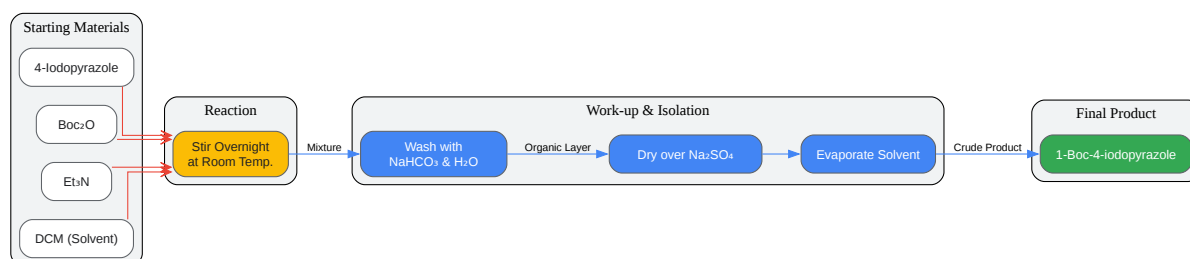 Starting Materials
4-Iodopyrazole
Boc₂O
Et₃N
DCM (Solvent)
Reaction
Stir Overnight
at Room Temp.
Mixture
Work-up & Isolation
Wash with
NaHCO₃ & H₂O
Organic Layer
Dry over Na₂SO₄
Evaporate Solvent
Crude Product
Final Product
1-Boc-4-iodopyrazole